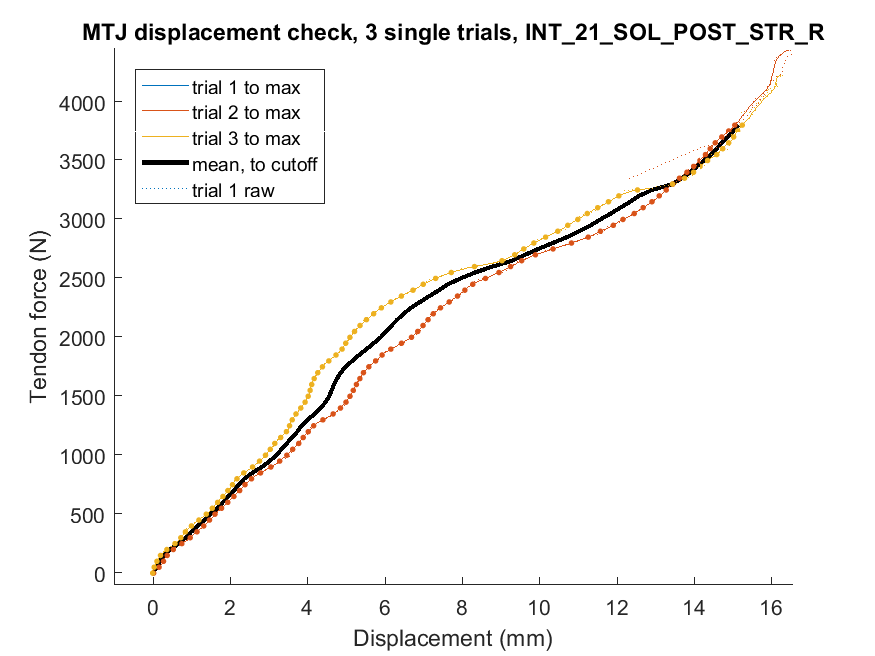 MTJ displacement check, 3 single trials, INT_21_SOL_POST_STR_R
trial 1 to max
trial 2 to max
trial 3 to max
mean, to cutoff
trial 1 raw
4000
3500
3000
2500
2000
1500
1000
500
0
Tendon force (N)
0 2 4 6 8 10 12 14 16
Displacement (mm)